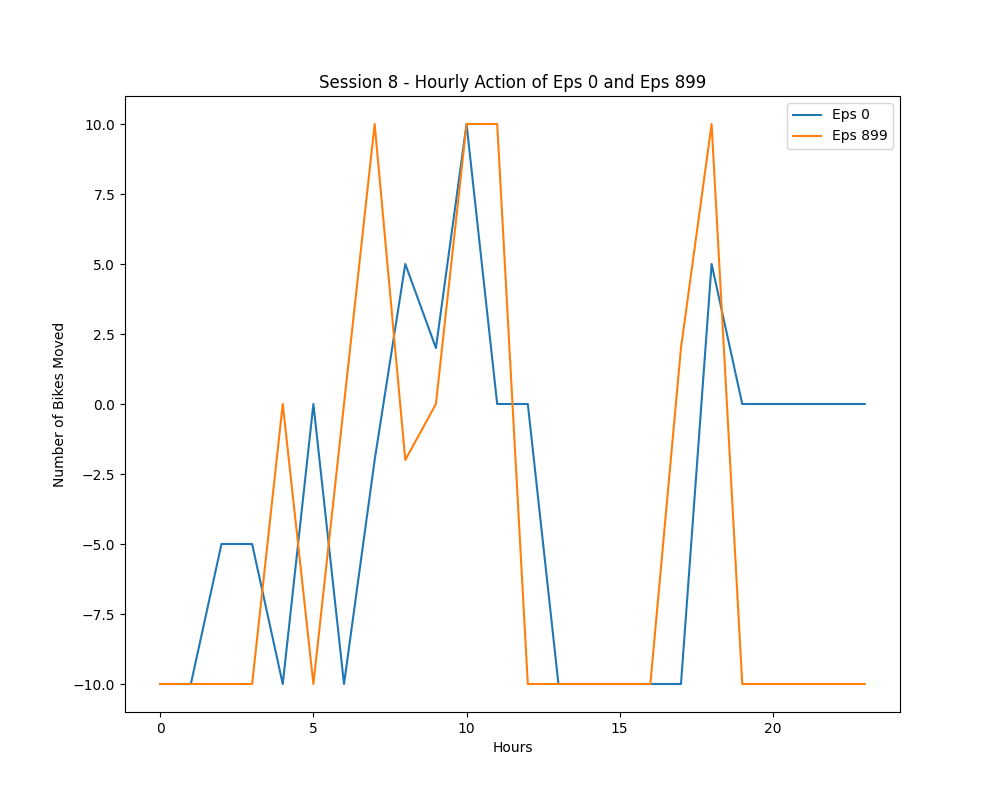 Session 8 - Hourly Action of Eps 0 and Eps 899
Eps 0
Eps 899
Number of Bikes Moved
10.0
7.5
5.0
2.5
0.0
−2.5
−5.0
−7.5
−10.0
0 5 10 15 20
Hours